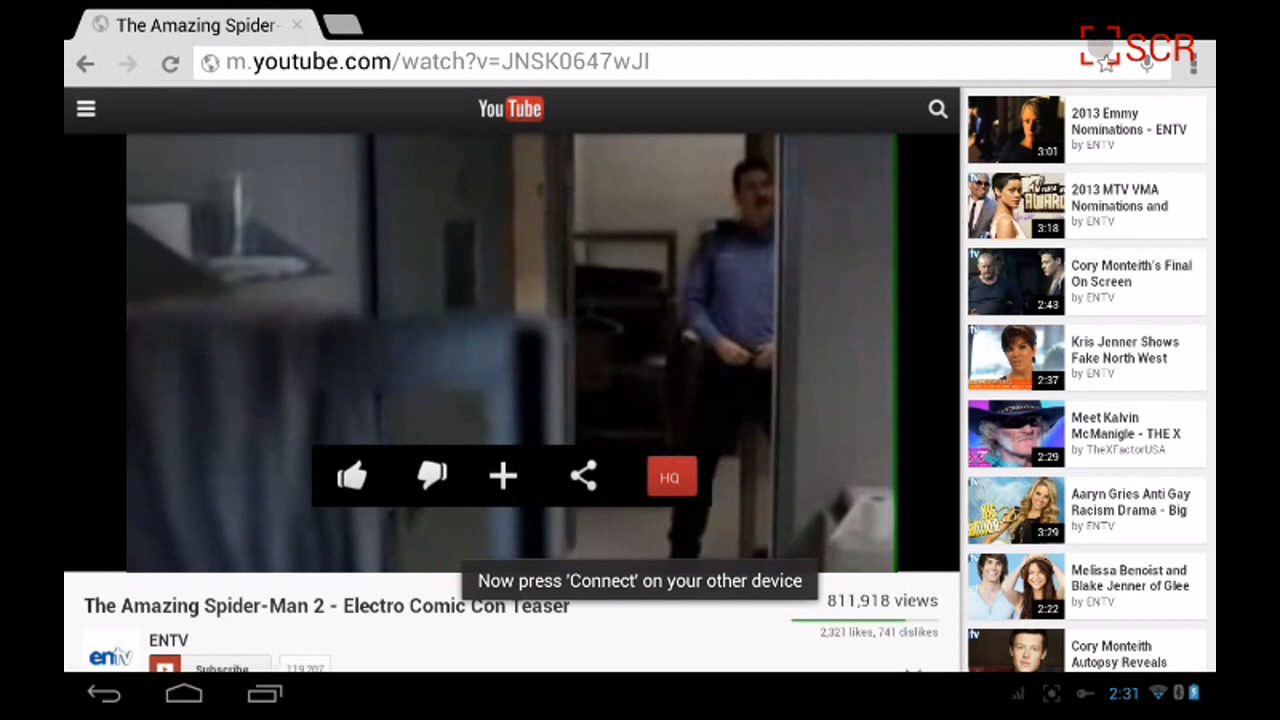 The Amazing Spider-
SCR
m.youtube.com/watch?v=JNSK0647wJI
YouTube
HQ
Now press 'Connect' on your other device
The Amazing Spider-Man 2 - Electro Comic Con Teaser
811,918 views
2,321 likes, 741 dislikes
ENTV
entv
Subscribe
119,207
2013 Emmy
Nominations - ENTV
by ENTV
3:01
2013 MTV VMA
Nominations and
by ENTV
3:18
Cory Monteith's Final
On Screen
by ENTV
2:43
Kris Jenner Shows
Fake North West
by ENTV
2:37
Meet Kalvin
McManigle - THE X
by TheXFactorUSA
2:29
Aaryn Gries Anti Gay
Racism Drama - Big
by ENTV
3:29
Melissa Benoist and
Blake Jenner of Glee
by ENTV
2:22
Cory Monteith
Autopsy Reveals
2:31